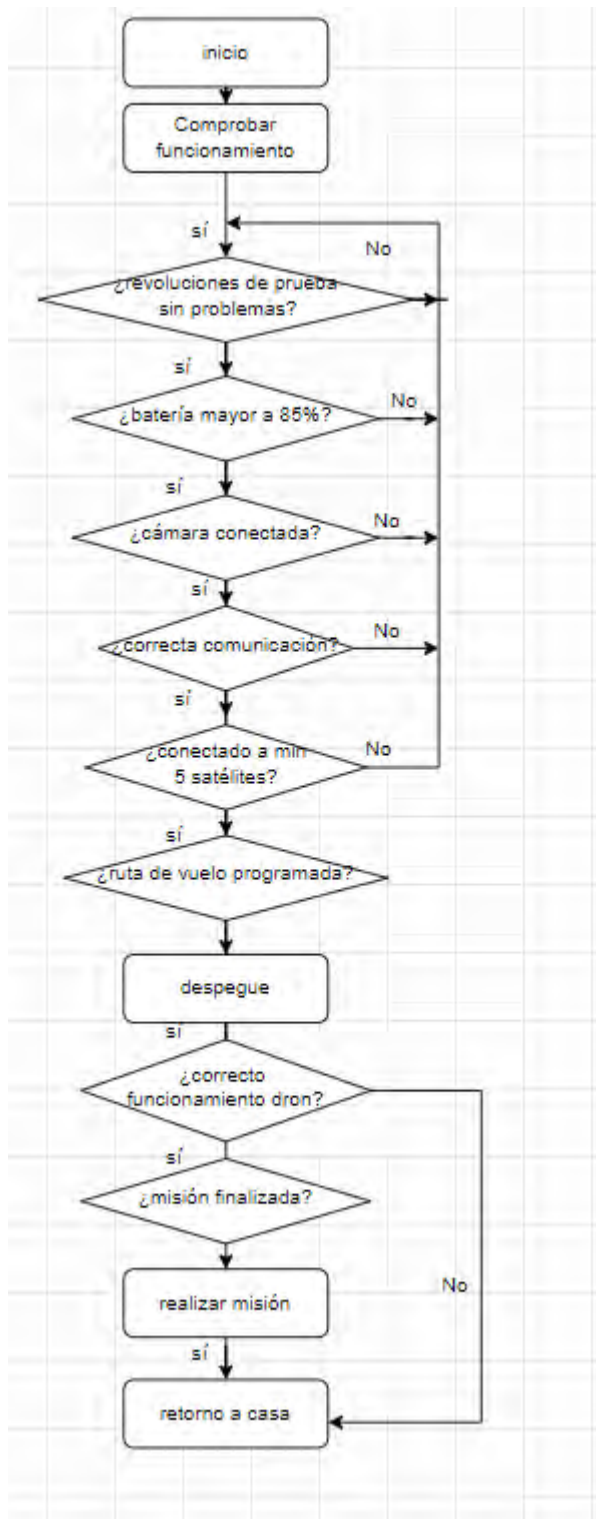 inicio
Comprobar
funcionamiento
sí
No
¿revoluciones de prueba
sin problemas?
sí
¿batería mayor a 85%?
No
sí
¿cámara conectada?
No
sí
¿correcta comunicación?
No
sí
¿conectado a min
5 satélites?
No
sí
¿ruta de vuelo programada?
despegue
sí
¿correcto
funcionamiento dron?
sí
¿misión finalizada?
realizar misión
No
sí
retorno a casa